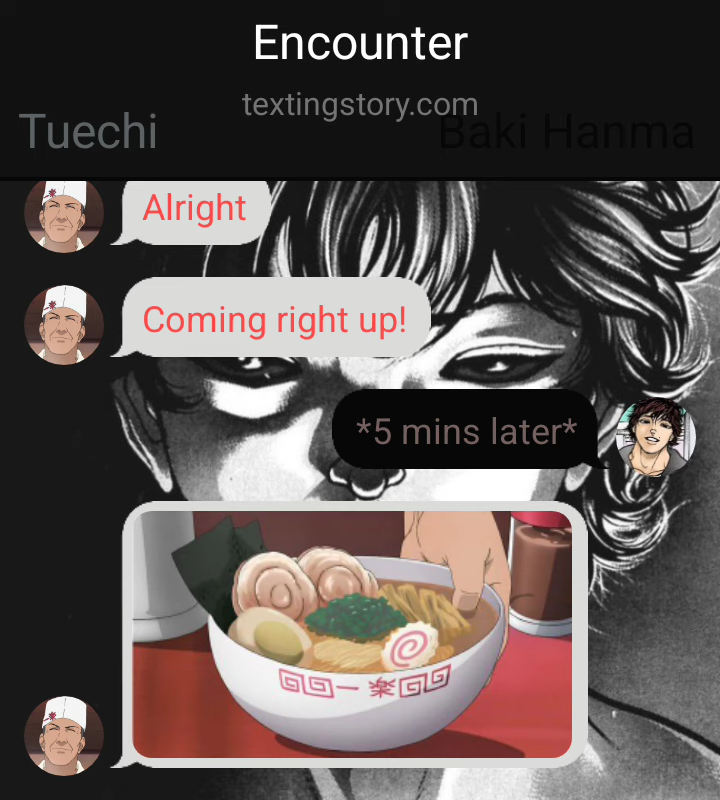 Encounter
textingstory.com
Tuechi
Baki Hanma
Alright
Coming right up!
*5 mins later*
一楽